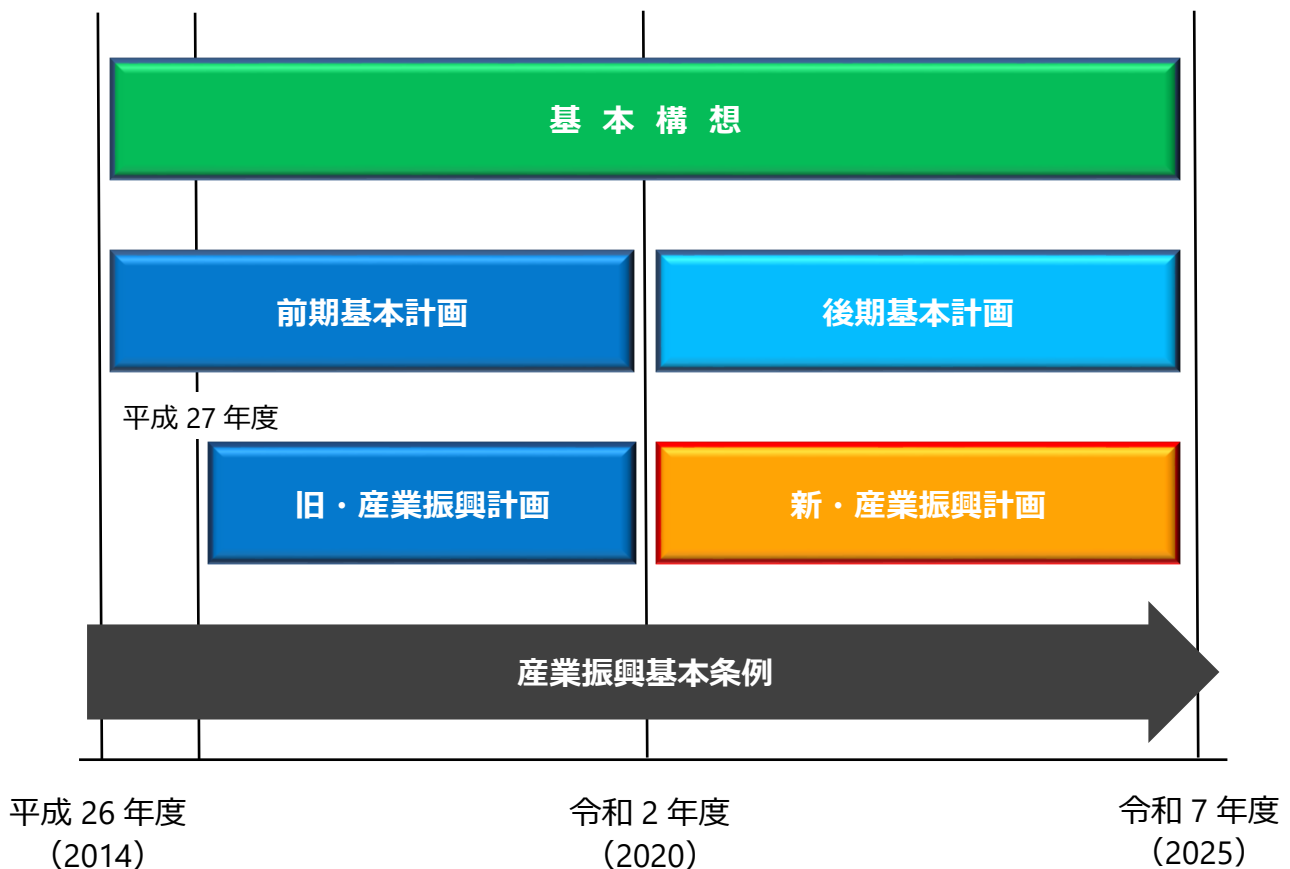 基本構想
前期基本計画
後期基本計画
平成 27 年度
旧・産業振興計画
新・産業振興計画
産業振興基本条例
平成 26 年度
（2014）
令和 2 年度
（2020）
令和 7 年度
（2025）